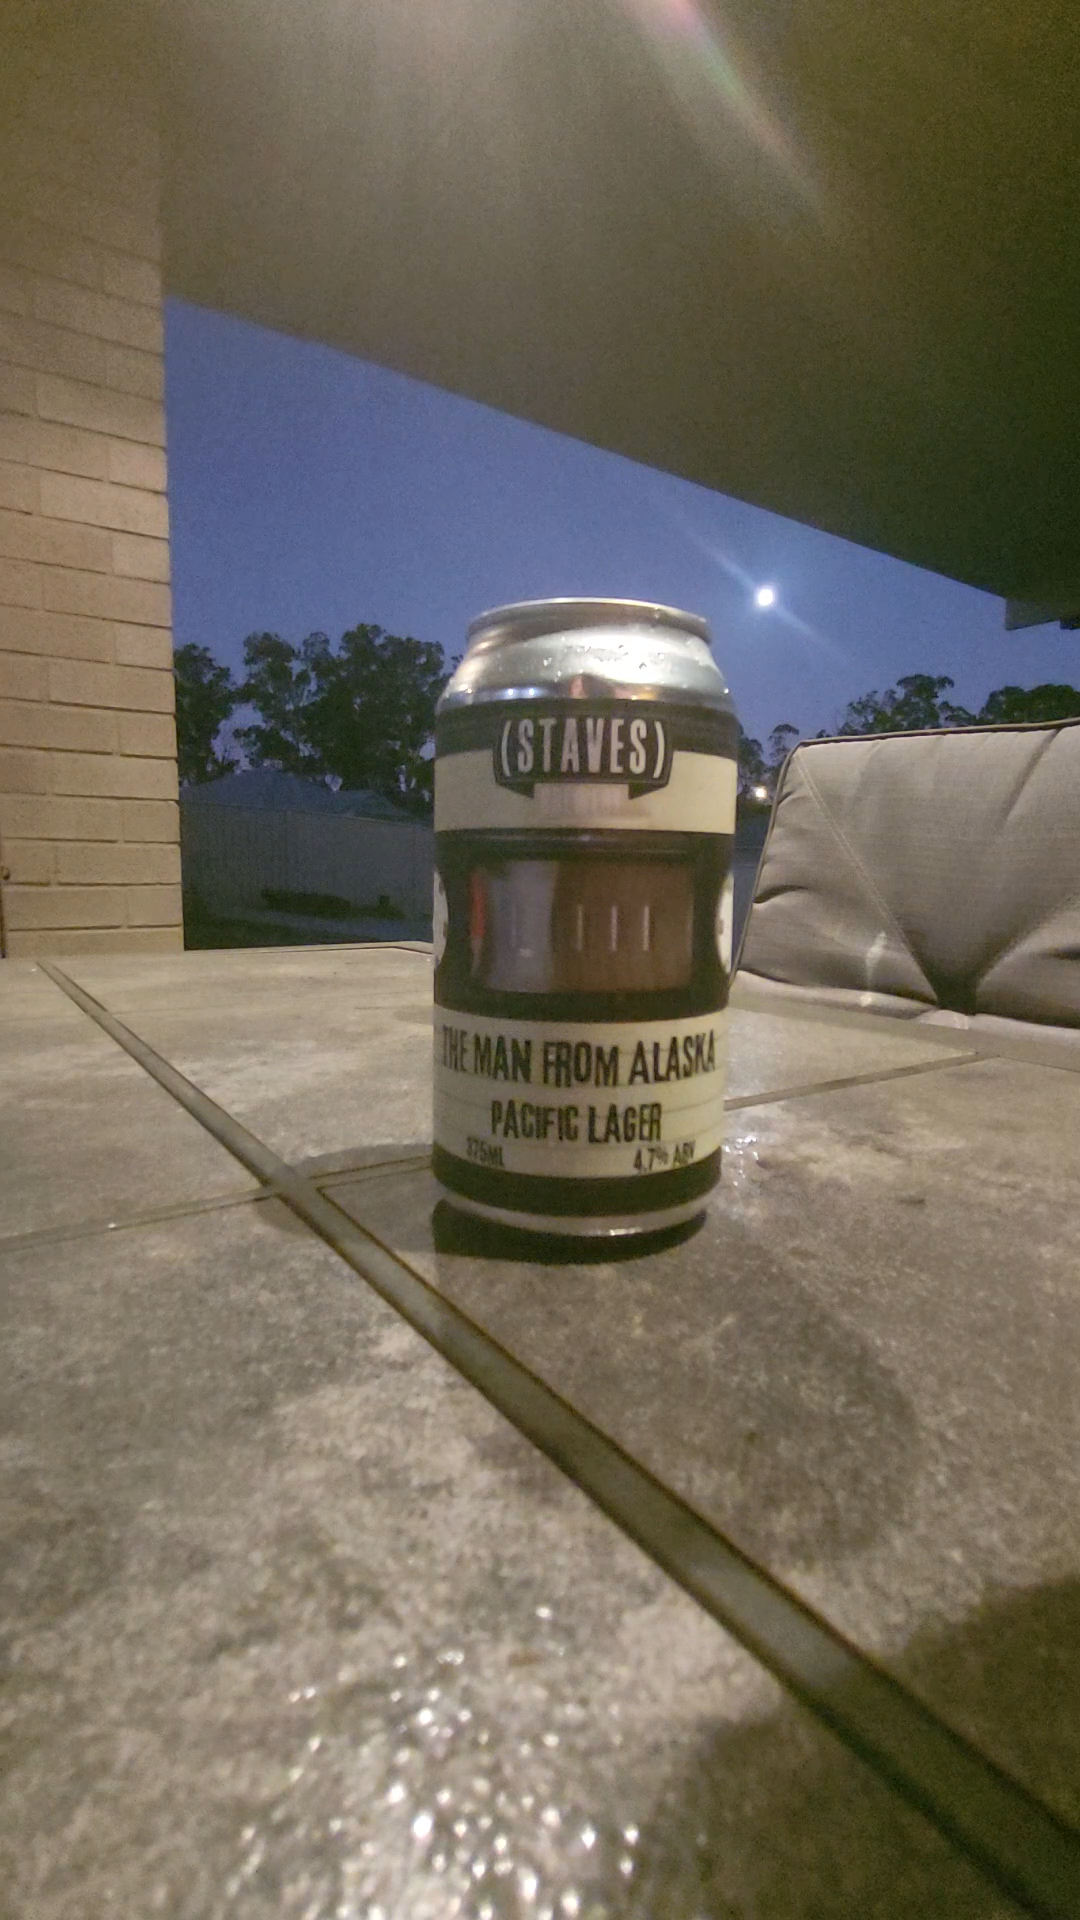 (STAVES)
THE MAN FROM ALASKA
PACIFIC LAGER
375ML 4.7% ABV